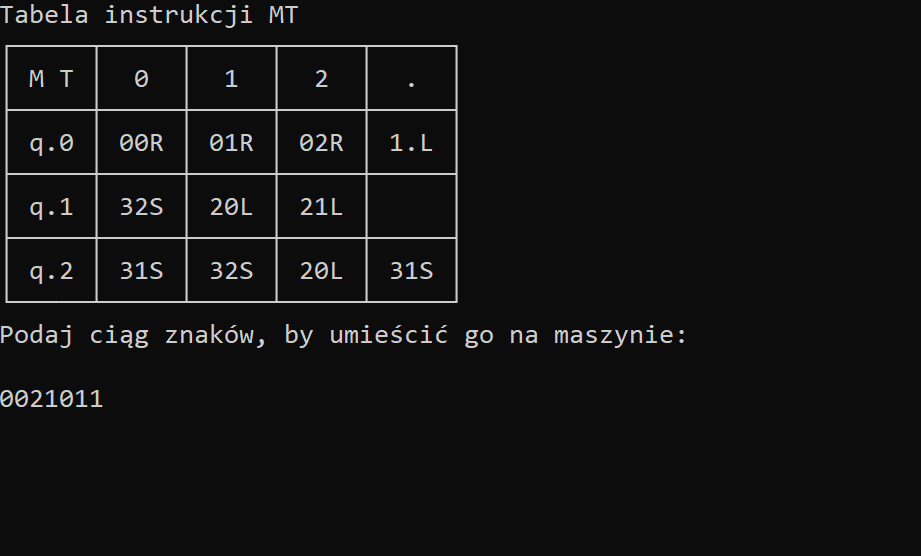 Tabela instrukcji MT
M T 0 1 2 .
q.0 00R 01R 02R 1.L
q.1 32S 20L 21L
q.2 31S 32S 20L 31S
Podaj ciąg znaków, by umieścić go na maszynie:
0021011